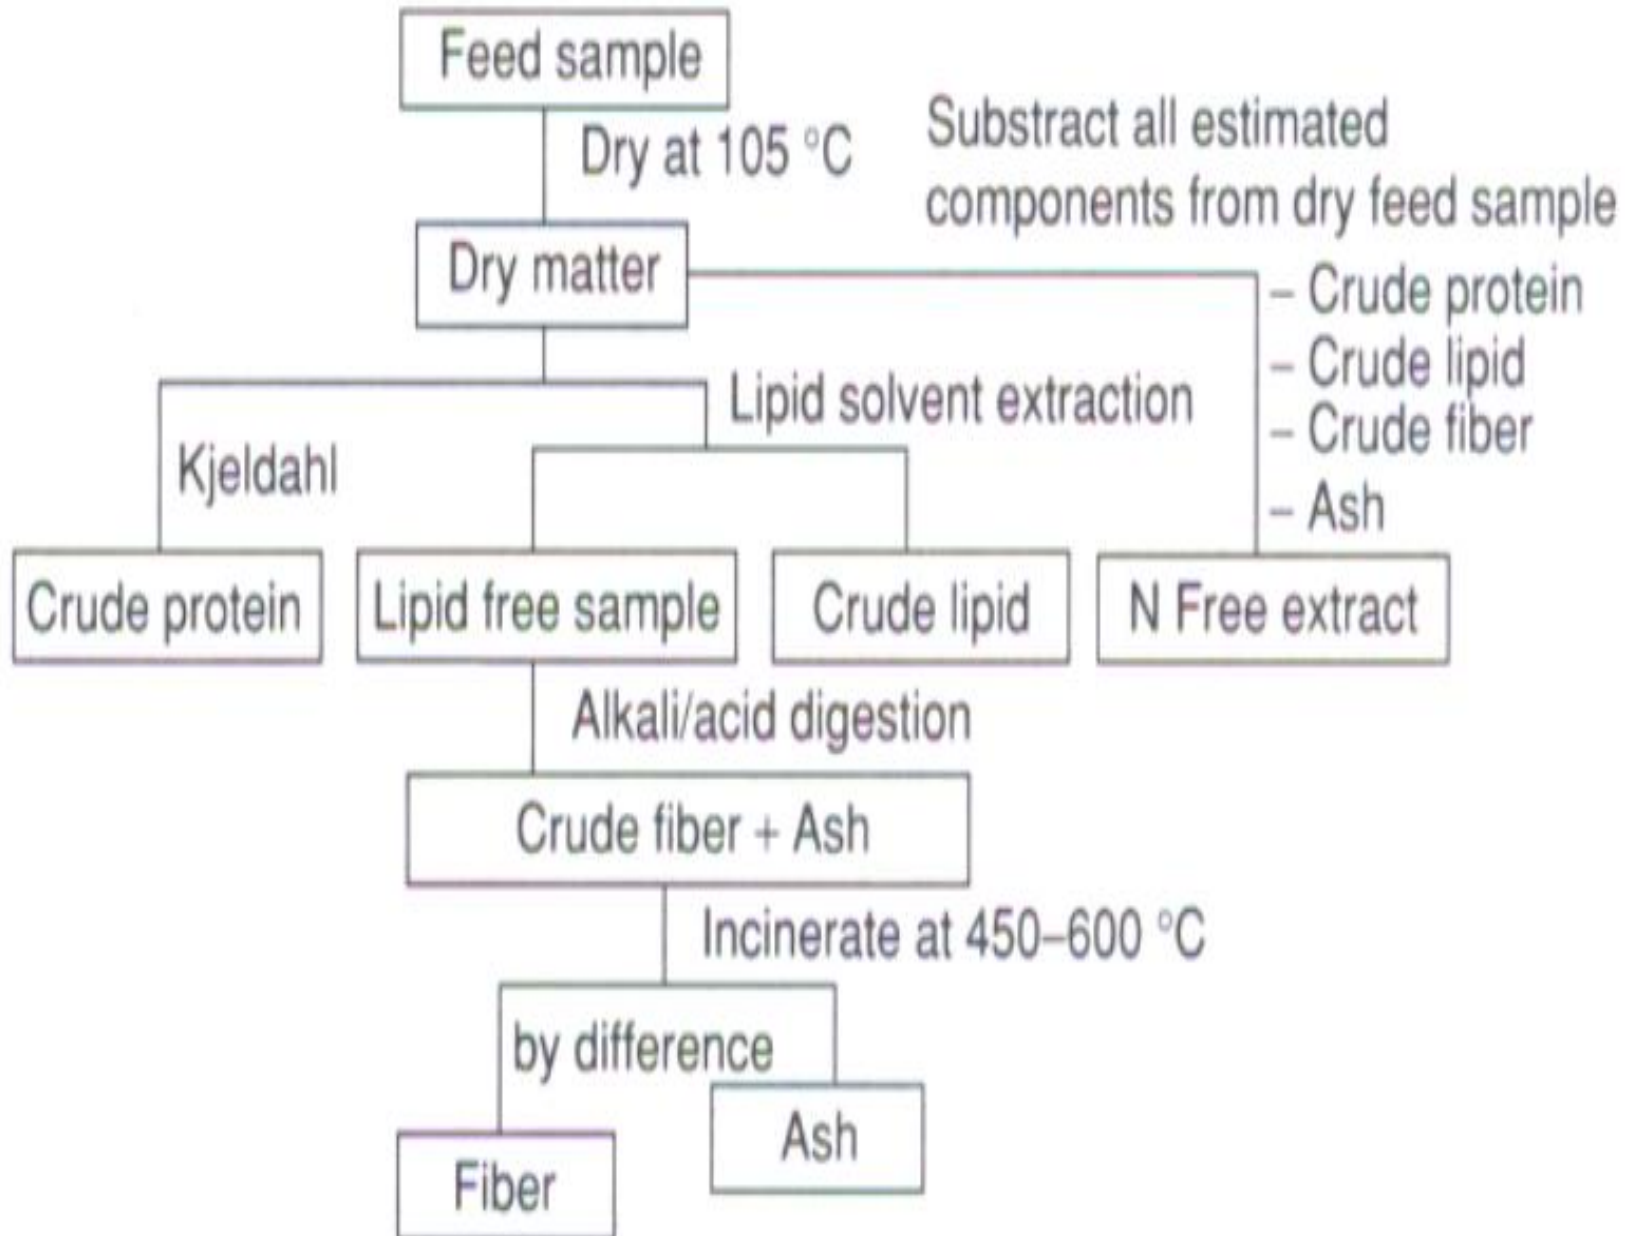 Feed sample
Dry at 105 °C
Substract all estimated
components from dry feed sample
Dry matter
– Crude protein
– Crude lipid
– Crude fiber
– Ash
Lipid solvent extraction
Kjeldahl
Crude protein
Lipid free sample
Crude lipid
N Free extract
Alkali/acid digestion
Crude fiber + Ash
Incinerate at 450–600 °C
by difference
Ash
Fiber